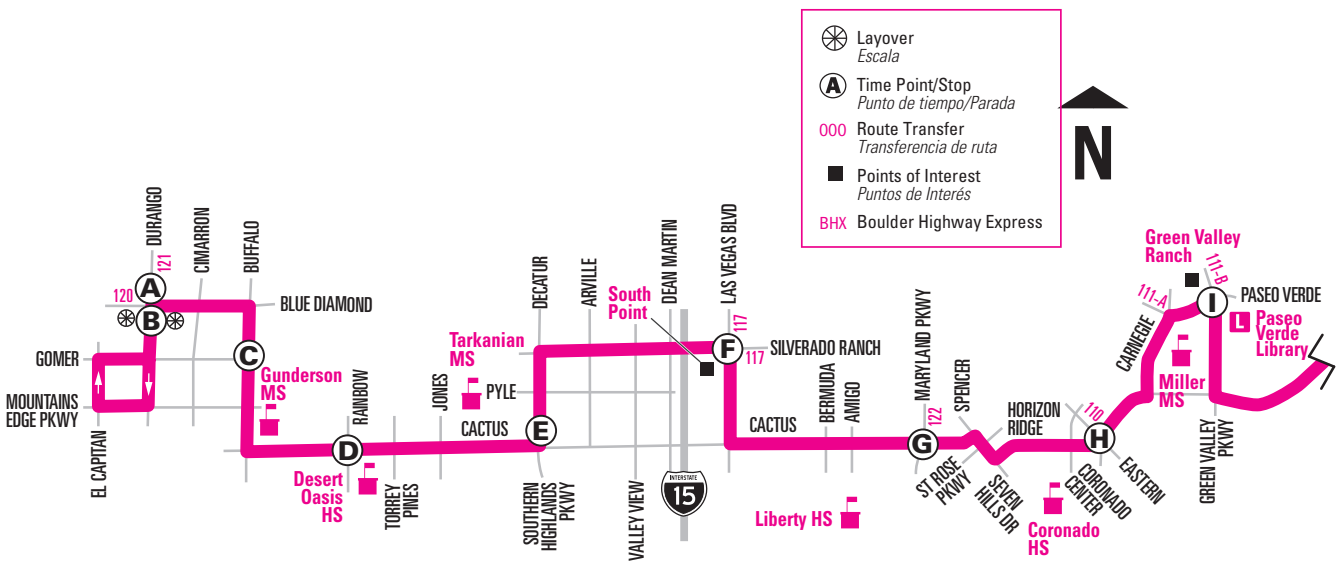 Layover
Escala
A
Time Point/Stop
Punto de tiempo/Parada
000
Route Transfer
Transferencia de ruta
Points of Interest
Puntos de Interés
BHX
Boulder Highway Express
N
DURANGO
121
CIMARRON
BUFFALO
120
A
B
BLUE DIAMOND
GOMER
C
Gunderson
MS
MOUNTAINS
EDGE PKWY
EL CAPITAN
RAINBOW
D
Desert
Oasis
HS
TORREY
PINES
JONES
Tarkanian
MS
PYLE
CACTUS
DECATUR
E
SOUTHERN
HIGHLANDS
PKWY
ARVILLE
South
Point
VALLEY VIEW
DEAN MARTIN
INTERSTATE
15
LAS VEGAS BLVD
117
F
117
SILVERADO RANCH
CACTUS
BERMUDA
AMIGO
Liberty HS
MARYLAND PKWY
122
G
SPENCER
ST ROSE
PKWY
SEVEN
HILLS DR
HORIZON
RIDGE
110
H
CORONADO
CENTER
EASTERN
Coronado
HS
CARNEGIE
111-A
Miller
MS
Green Valley
Ranch
111-B
I
PASEO VERDE
L
Paseo
Verde
Library
GREEN VALLEY
PKWY